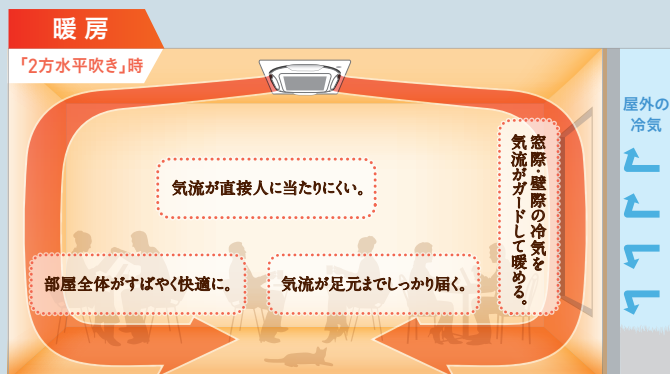 暖房
「2方水平吹き」時
屋外の
冷気
気流が直接人に当たりにくい。
窓際・壁際の冷気を
気流がガードして暖める。
部屋全体がすばやく快適に。
気流が足元までしっかり届く。